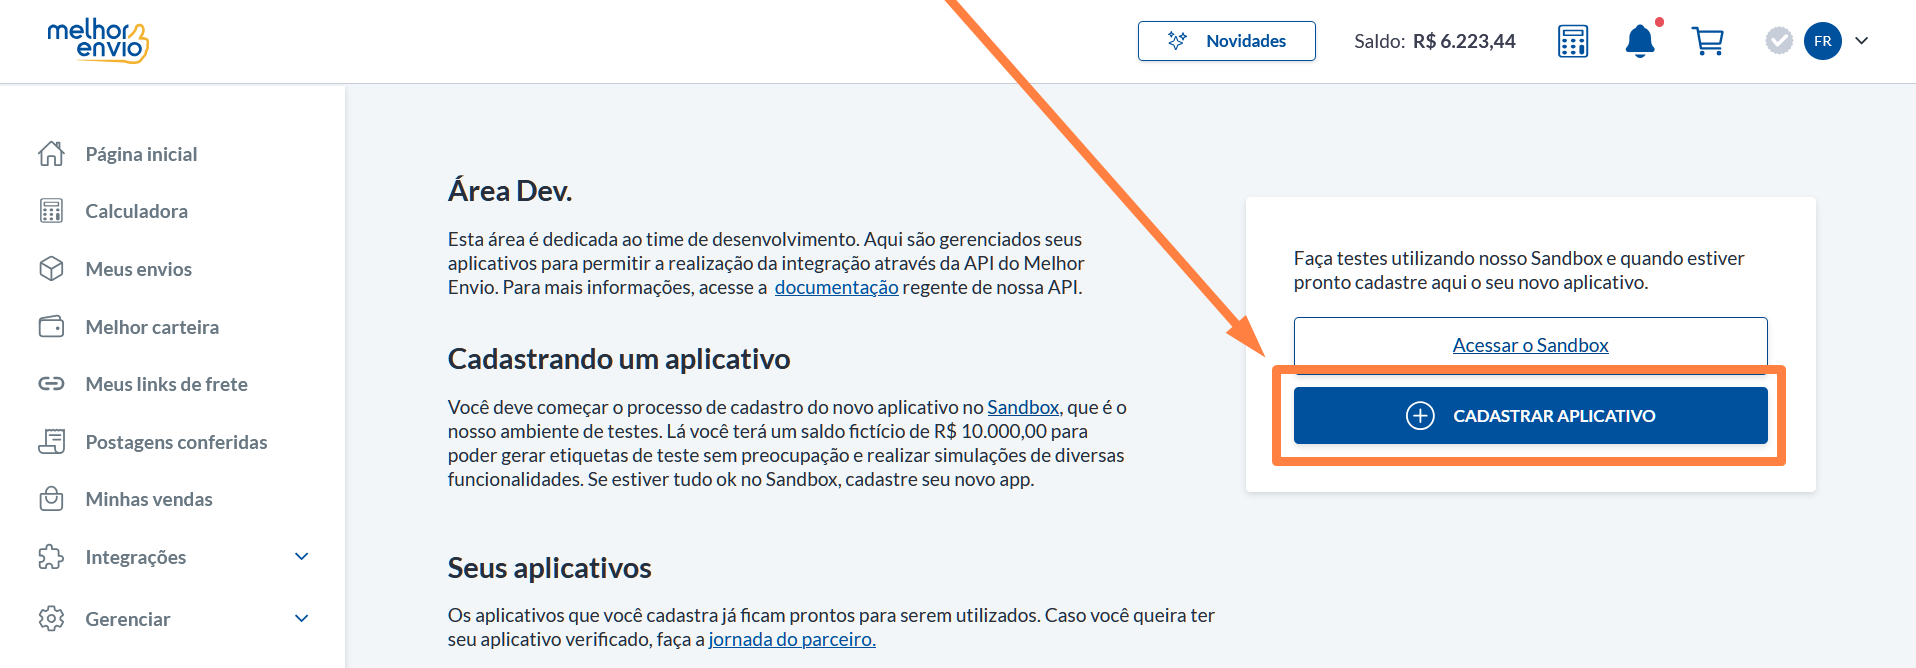 melhor
envio
Novidades
Saldo: R$ 6.223,44
FR
Página inicial
Calculadora
Meus envios
Melhor carteira
Meus links de frete
Postagens conferidas
Minhas vendas
Integrações
Gerenciar
Área Dev.
Esta área é dedicada ao time de desenvolvimento. Aqui são gerenciados seus
aplicativos para permitir a realização da integração através da API do Melhor
Envio. Para mais informações, acesse a documentação regente de nossa API.
Cadastrando um aplicativo
Você deve começar o processo de cadastro do novo aplicativo no Sandbox, que é o
nosso ambiente de testes. Lá você terá um saldo fictício de R$ 10.000,00 para
poder gerar etiquetas de teste sem preocupação e realizar simulações de diversas
funcionalidades. Se estiver tudo ok no Sandbox, cadastre seu novo app.
Seus aplicativos
Os aplicativos que você cadastra já ficam prontos para serem utilizados. Caso você queira ter
seu aplicativo verificado, faça a jornada do parceiro.
Faça testes utilizando nosso Sandbox e quando estiver
pronto cadastre aqui o seu novo aplicativo.
Acessar o Sandbox
CADASTRAR APLICATIVO